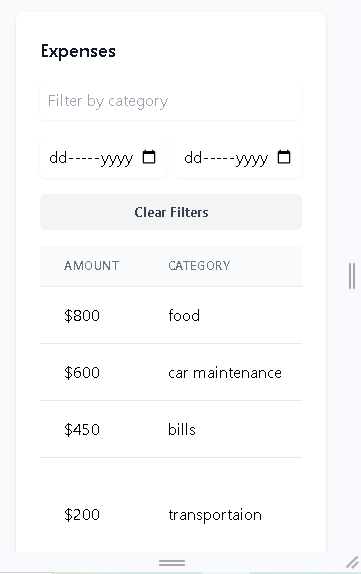 Expenses
Filter by category
dd-----yyyy dd-----yyyy
Clear Filters
AMOUNT CATEGORY
$800 food
$600 car maintenance
$450 bills
$200 transportaion